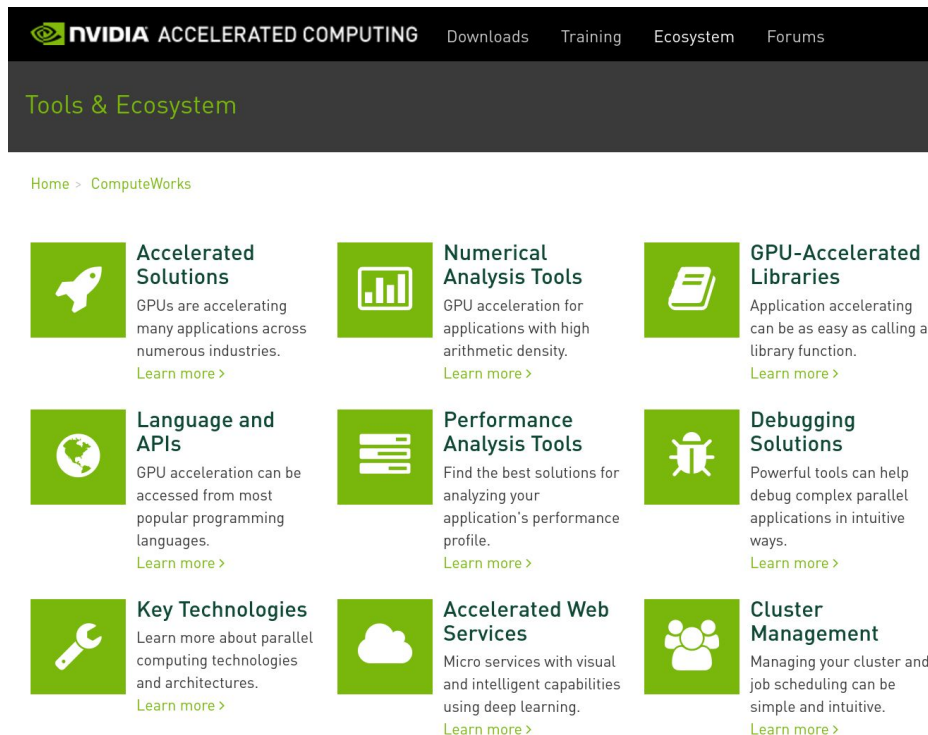 NVIDIA ACCELERATED COMPUTING Downloads Training Ecosystem Forums
Tools & Ecosystem
Home > ComputeWorks
Accelerated
Solutions
GPUs are accelerating
many applications across
numerous industries.
Learn more >
Numerical
Analysis Tools
GPU acceleration for
applications with high
arithmetic density.
Learn more >
GPU-Accelerated
Libraries
Application accelerating
can be as easy as calling a
library function.
Learn more >
Language and
APIs
GPU acceleration can be
accessed from most
popular programming
languages.
Learn more >
Performance
Analysis Tools
Find the best solutions for
analyzing your
application's performance
profile.
Learn more >
Debugging
Solutions
Powerful tools can help
debug complex parallel
applications in intuitive
ways.
Learn more >
Key Technologies
Learn more about parallel
computing technologies
and architectures.
Learn more >
Accelerated Web
Services
Micro services with visual
and intelligent capabilities
using deep learning.
Learn more >
Cluster
Management
Managing your cluster and
job scheduling can be
simple and intuitive.
Learn more >